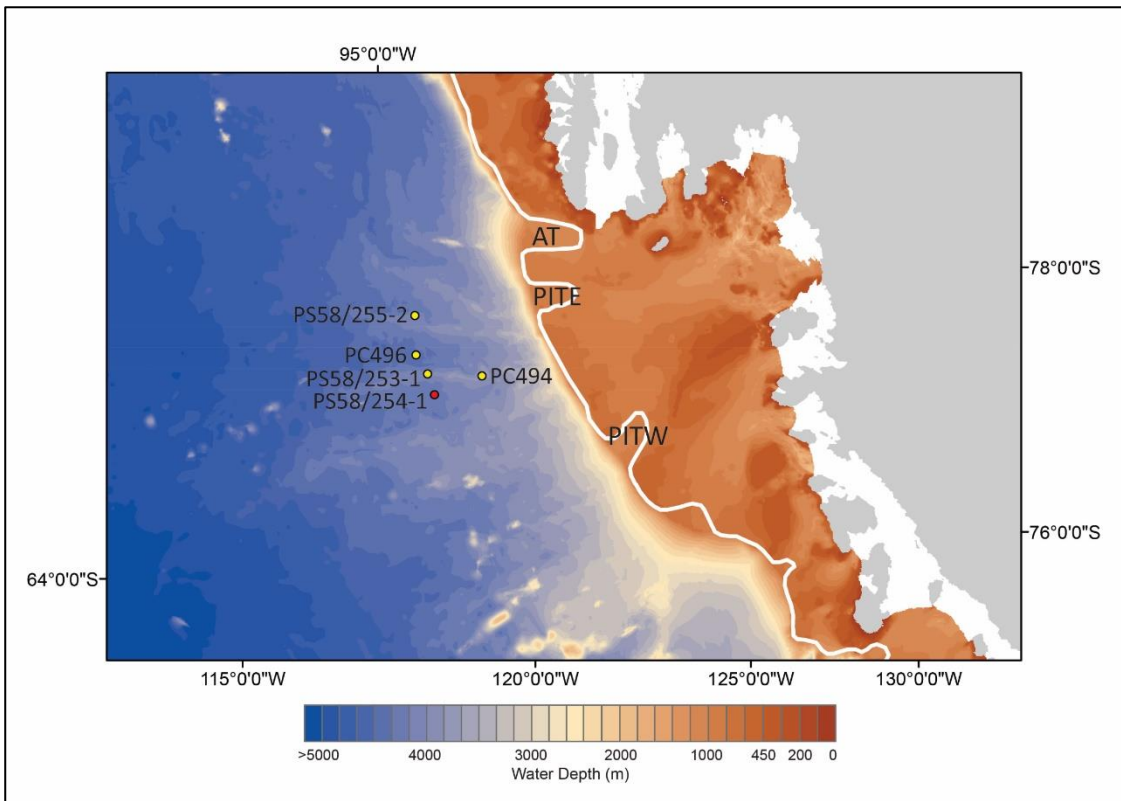 95°0'0"W
AT
78°0'0"S
PITE
PS58/255-2
PC496
PS58/253-1
PC494
PS58/254-1
PITW
76°0'0"S
64°0'0"S
115°0'0"W
120°0'0"W
125°0'0"W
130°0'0"W
>5000
4000
3000
2000
1000
450
200
0
Water Depth (m)